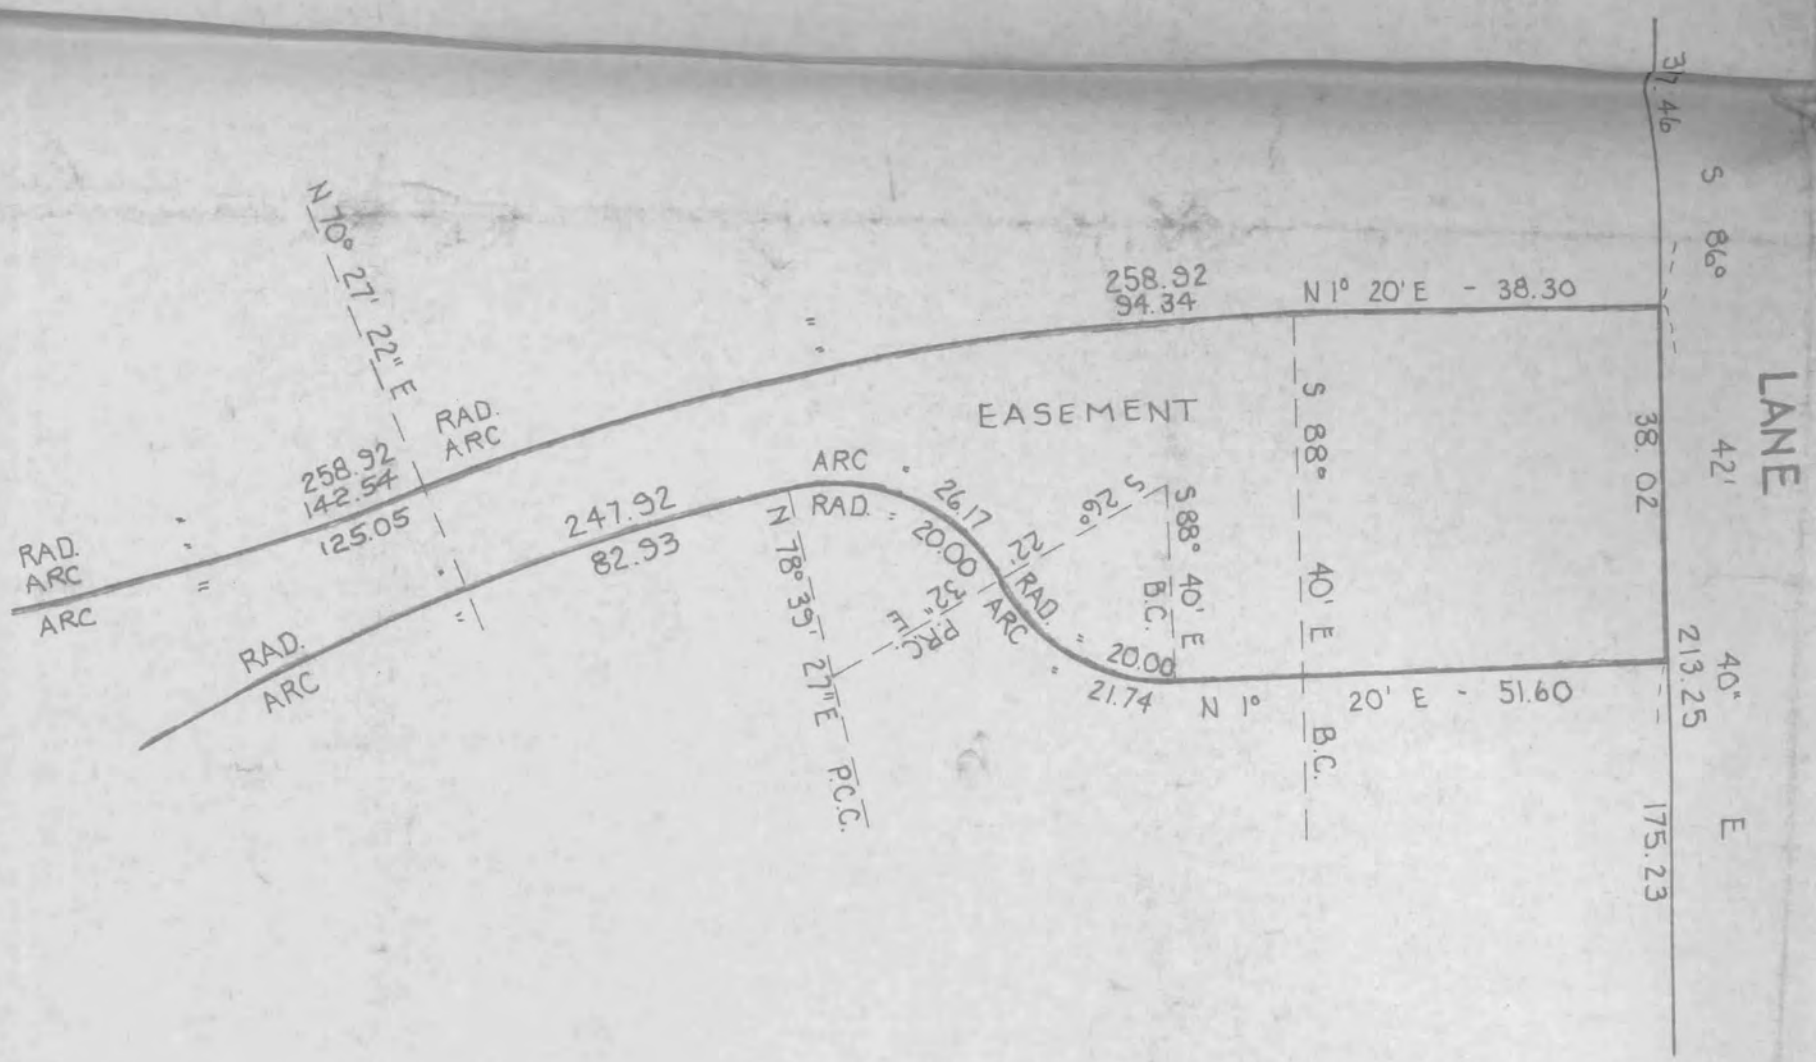 LANE
S 86° 42' 40" E
213.25
37.46
38.02
175.23
N 1° 20' E - 38.30
258.92
94.34
"
"
RAD.
ARC
EASEMENT
S 88° 40' E B.C.
N 1° 20' E - 51.60
S 88° 40' E
B.C.
RAD. = 20.00
ARC = 21.74
S 26° 22' 32" E
P.R.C.
ARC = 26.17
RAD. = 20.00
N 78° 39' 27" E P.C.C.
247.92
82.93
RAD. =
ARC =
N 70° 27' 22" E
258.92
142.54
125.05
RAD. =
ARC =
ARC =